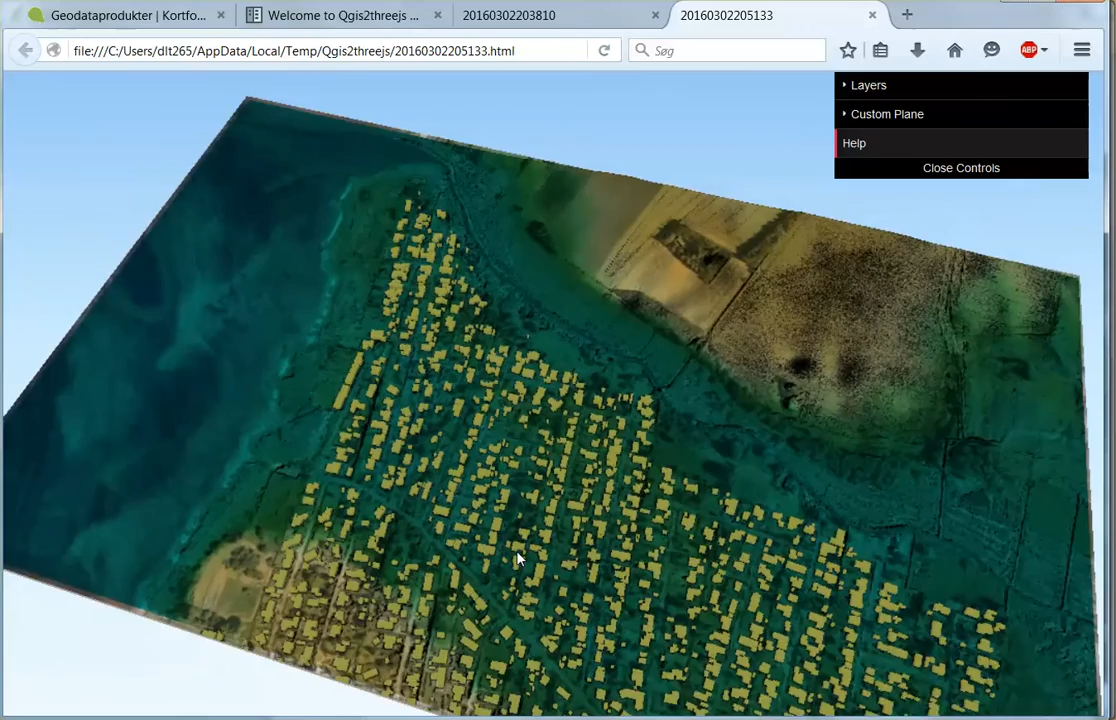 Geodataprodukter | Kortfo...
Welcome to Qgis2threejs ...
20160302203810
20160302205133
file:///C:/Users/dlt265/AppData/Local/Temp/Qgis2threejs/20160302205133.html
Søg
ABP
Layers
Custom Plane
Help
Close Controls